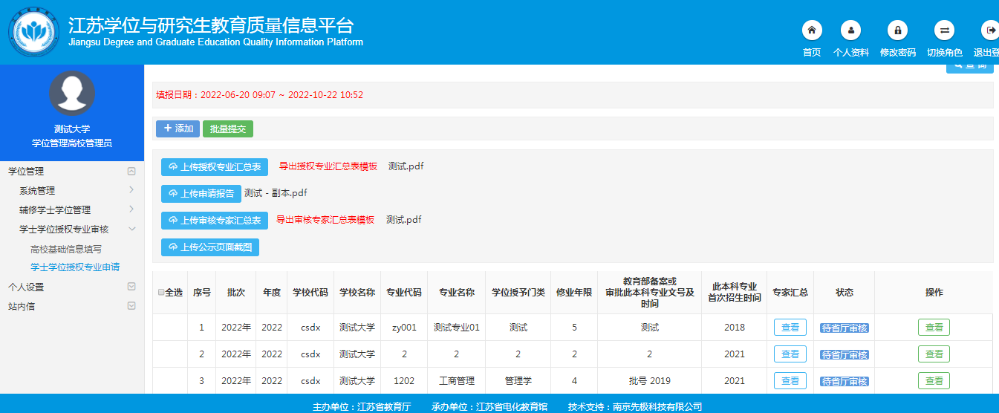 江苏学位与研究生教育质量信息平台
Jiangsu Degree and Graduate Education Quality Information Platform
首页 个人资料 修改密码 切换角色 退出登
测试大学
学位管理高校管理员
学位管理
系统管理
辅修学士学位管理
学士学位授权专业审核
高校基础信息填写
学士学位授权专业申请
个人设置
站内信
查询
填报日期：2022-06-20 09:07 ~ 2022-10-22 10:52
添加 批量提交
上传授权专业汇总表 导出授权专业汇总表模板 测试.pdf
上传申请报告 测试 - 副本.pdf
上传审核专家汇总表 导出审核专家汇总表模板 测试.pdf
上传公示页面截图
全选 序号 批次 年度 学校代码 学校名称 专业代码 专业名称 学位授予门类 修业年限 教育部备案或
审批此本科专业文号及
时间 此本科专业
首次招生时间 专家汇总 状态 操作
1 2022年 2022 csdx 测试大学 zy001 测试专业01 测试 5 测试 2018 查看 待省厅审核 查看
2 2022年 2022 csdx 测试大学 2 2 2 2 2 2021 查看 待省厅审核 查看
3 2022年 2022 csdx 测试大学 1202 工商管理 管理学 4 批号 2019 2021 查看 待省厅审核 查看
主办单位：江苏省教育厅 承办单位：江苏省电化教育馆 技术支持：南京先极科技有限公司